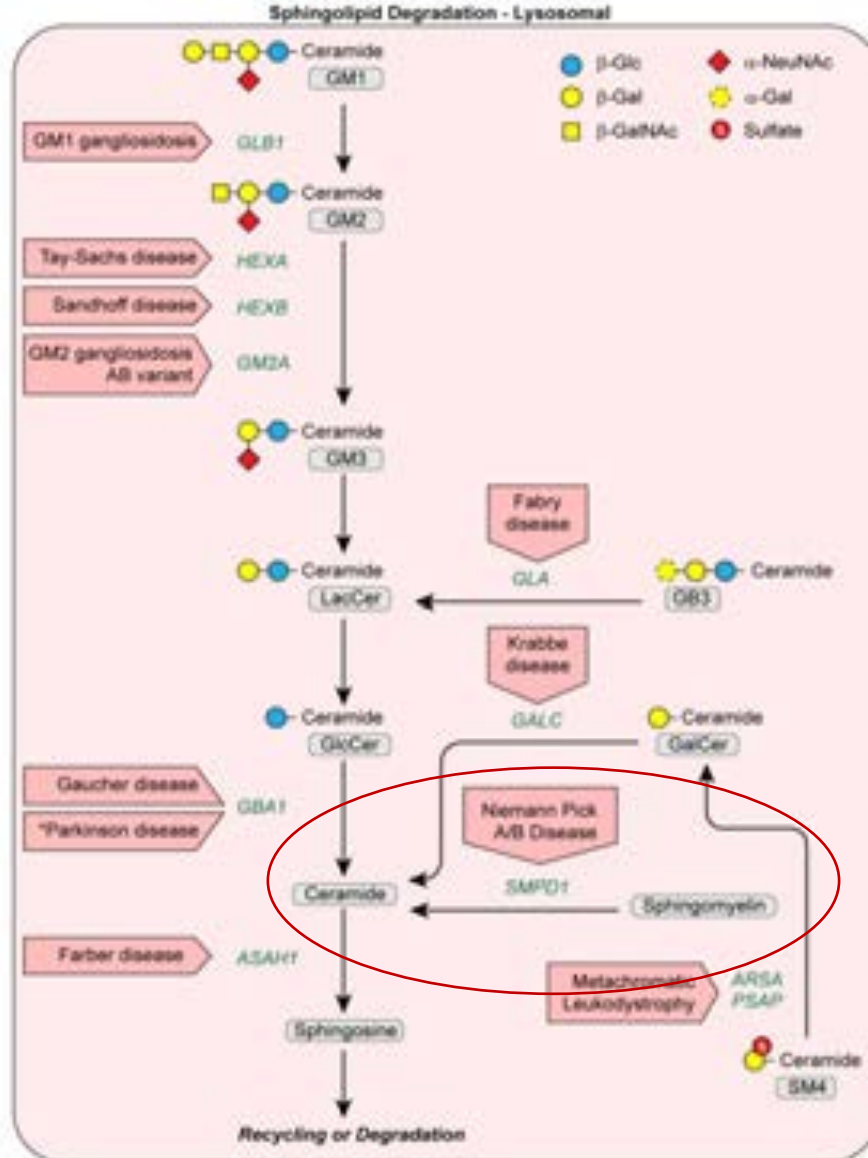 Sphingolipid Degradation - Lysosomal
Ceramide
GM1
β-Glc
α-NeuNAc
β-Gal
α-Gal
β-GalNAc
S Sulfate
GM1 gangliosidosis
GLB1
Ceramide
GM2
Tay-Sachs disease
HEXA
Sandhoff disease
HEXB
GM2 gangliosidosis
AB variant
GM2A
Ceramide
GM3
Fabry
disease
GLA
Ceramide
LacCer
Ceramide
GB3
Krabbe
disease
GALC
Ceramide
GlcCer
Ceramide
GalCer
Gaucher disease
*Parkinson disease
GBA1
Niemann Pick
A/B Disease
SMPD1
Ceramide
Sphingomyelin
Farber disease
ASAH1
Metachromatic
Leukodystrophy
ARSA
PSAP
Sphingosine
S
Ceramide
SM4
Recycling or Degradation